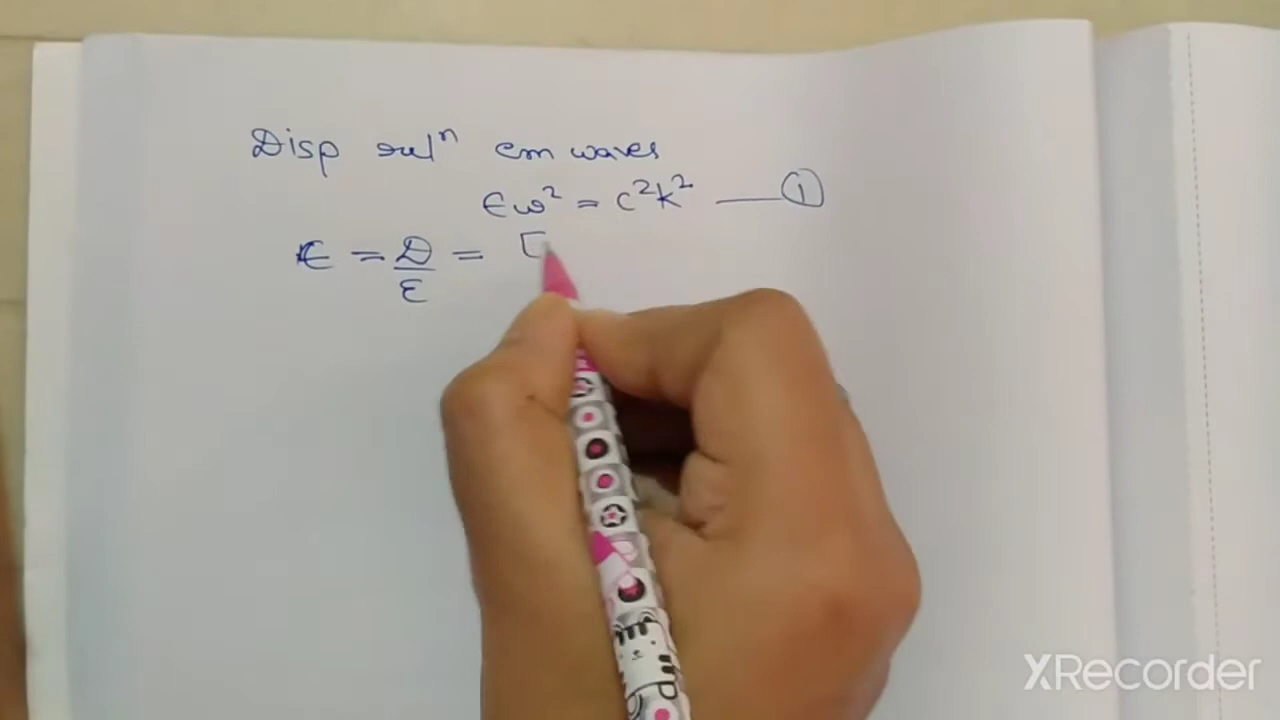 Disp relⁿ em waves
ϵω² = c²k² —— ①
ϵ = D/E =
XRecorder